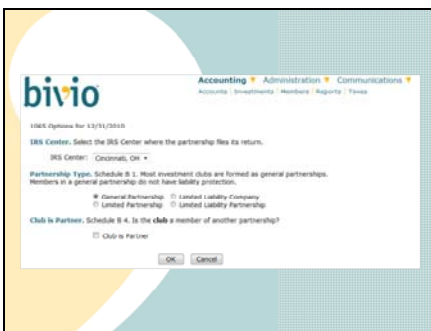 bivio
Accounting Administration Communications
Accounts | Investments | Members | Reports | Taxes
1065 Options for 12/31/2010
IRS Center. Select the IRS Center where the partnership files its return.
IRS Center: Cincinnati, OH
Partnership Type. Schedule B 1. Most investment clubs are formed as general partnerships.
Members in a general partnership do not have liability protection.
General Partnership Limited Liability Company
Limited Partnership Limited Liability Partnership
Club is Partner. Schedule B 4. Is the club a member of another partnership?
Club is Partner
OK Cancel